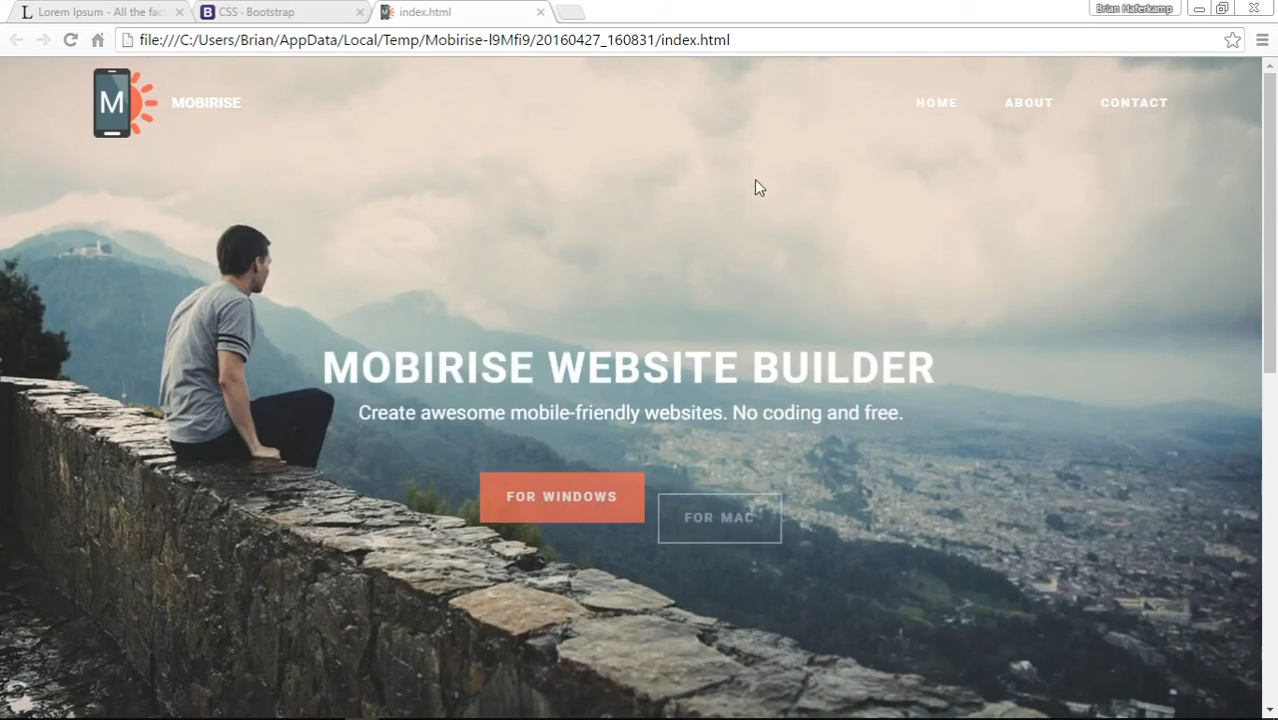 Lorem Ipsum - All the fac
CSS · Bootstrap
index.html
Brian Haferkamp
file:///C:/Users/Brian/AppData/Local/Temp/Mobirise-I9Mfi9/20160427_160831/index.html
M
MOBIRISE
HOME
ABOUT
CONTACT
MOBIRISE WEBSITE BUILDER
Create awesome mobile-friendly websites. No coding and free.
FOR WINDOWS
FOR MAC